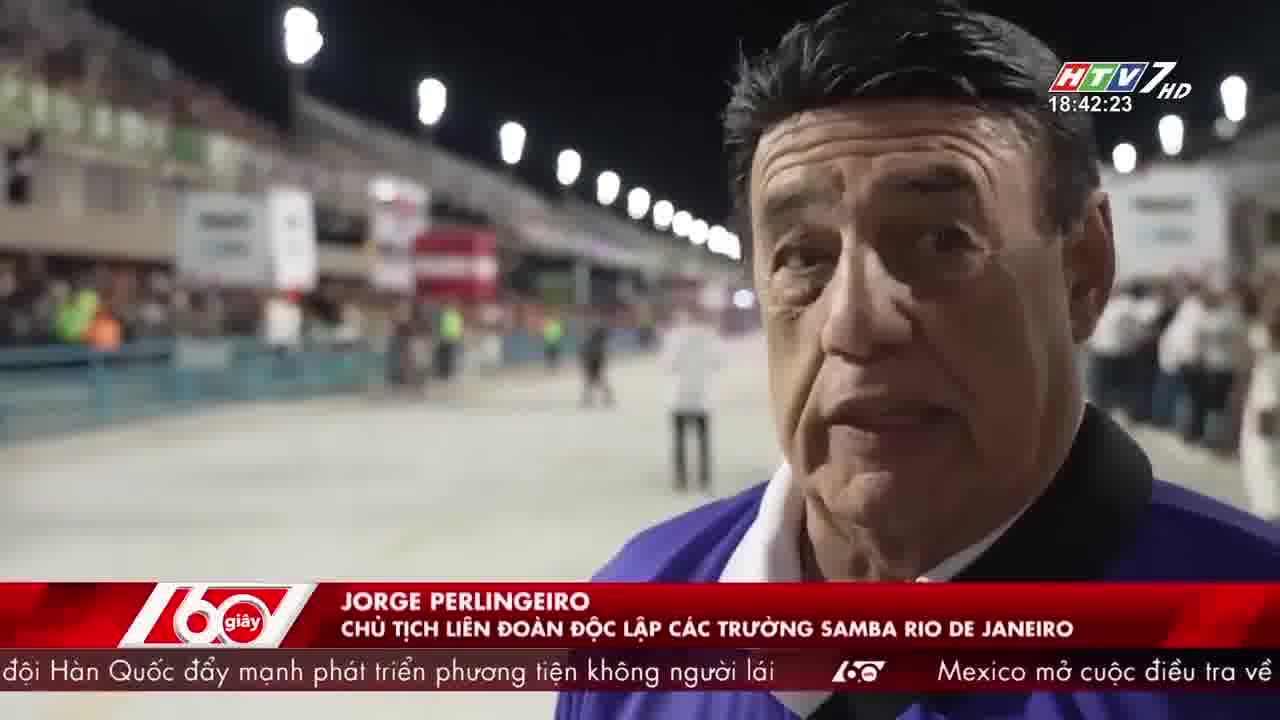 HTV7 HD
18:42:23
60 giây
JORGE PERLINGEIRO
CHỦ TỊCH LIÊN ĐOÀN ĐỘC LẬP CÁC TRƯỜNG SAMBA RIO DE JANEIRO
đội Hàn Quốc đẩy mạnh phát triển phương tiện không người lái 60 giây Mexico mở cuộc điều tra về